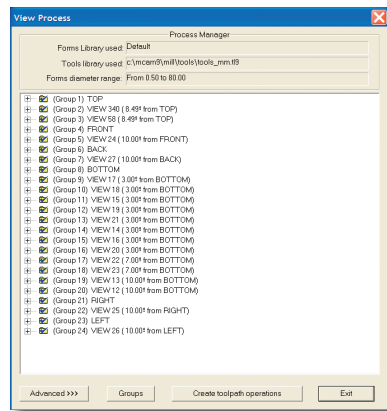 View Process
Process Manager
Forms Library used: Default
Tools library used: c:\mcam9\mill\tools\tools_mm.tl9
Forms diameter range: From 0.50 to 80.00
(Group 1) TOP
(Group 2) VIEW 340 ( 8.49º from TOP)
(Group 3) VIEW 58 ( 8.49º from TOP)
(Group 4) FRONT
(Group 5) VIEW 24 (10.00º from FRONT)
(Group 6) BACK
(Group 7) VIEW 27 (10.00º from BACK)
(Group 8) BOTTOM
(Group 9) VIEW 17 ( 3.00º from BOTTOM)
(Group 10) VIEW 18 ( 3.00º from BOTTOM)
(Group 11) VIEW 15 ( 3.00º from BOTTOM)
(Group 12) VIEW 19 ( 3.00º from BOTTOM)
(Group 13) VIEW 21 ( 3.00º from BOTTOM)
(Group 14) VIEW 14 ( 3.00º from BOTTOM)
(Group 15) VIEW 16 ( 3.00º from BOTTOM)
(Group 16) VIEW 20 ( 3.00º from BOTTOM)
(Group 17) VIEW 22 ( 7.00º from BOTTOM)
(Group 18) VIEW 23 ( 7.00º from BOTTOM)
(Group 19) VIEW 13 (10.00º from BOTTOM)
(Group 20) VIEW 12 (10.00º from BOTTOM)
(Group 21) RIGHT
(Group 22) VIEW 25 (10.00º from RIGHT)
(Group 23) LEFT
(Group 24) VIEW 26 (10.00º from LEFT)
Advanced >>> Groups Create toolpath operations Exit